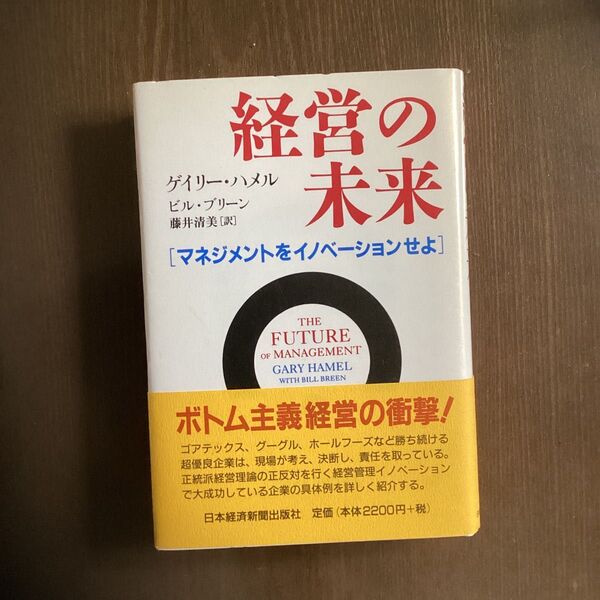 経営の
未来
ゲイリー・ハメル
ビル・ブリーン
藤井清美［訳］
［マネジメントをイノベーションせよ］
THE
FUTURE
OF MANAGEMENT
GARY HAMEL
WITH BILL BREEN
ボトム主義経営の衝撃！
ゴアテックス、グーグル、ホールフーズなど勝ち続ける
超優良企業は、現場が考え、決断し、責任を取っている。
正統派経営理論の正反対を行く経営管理イノベーション
で大成功している企業の具体例を詳しく紹介する。
日本経済新聞出版社　定価（本体2200円+税）